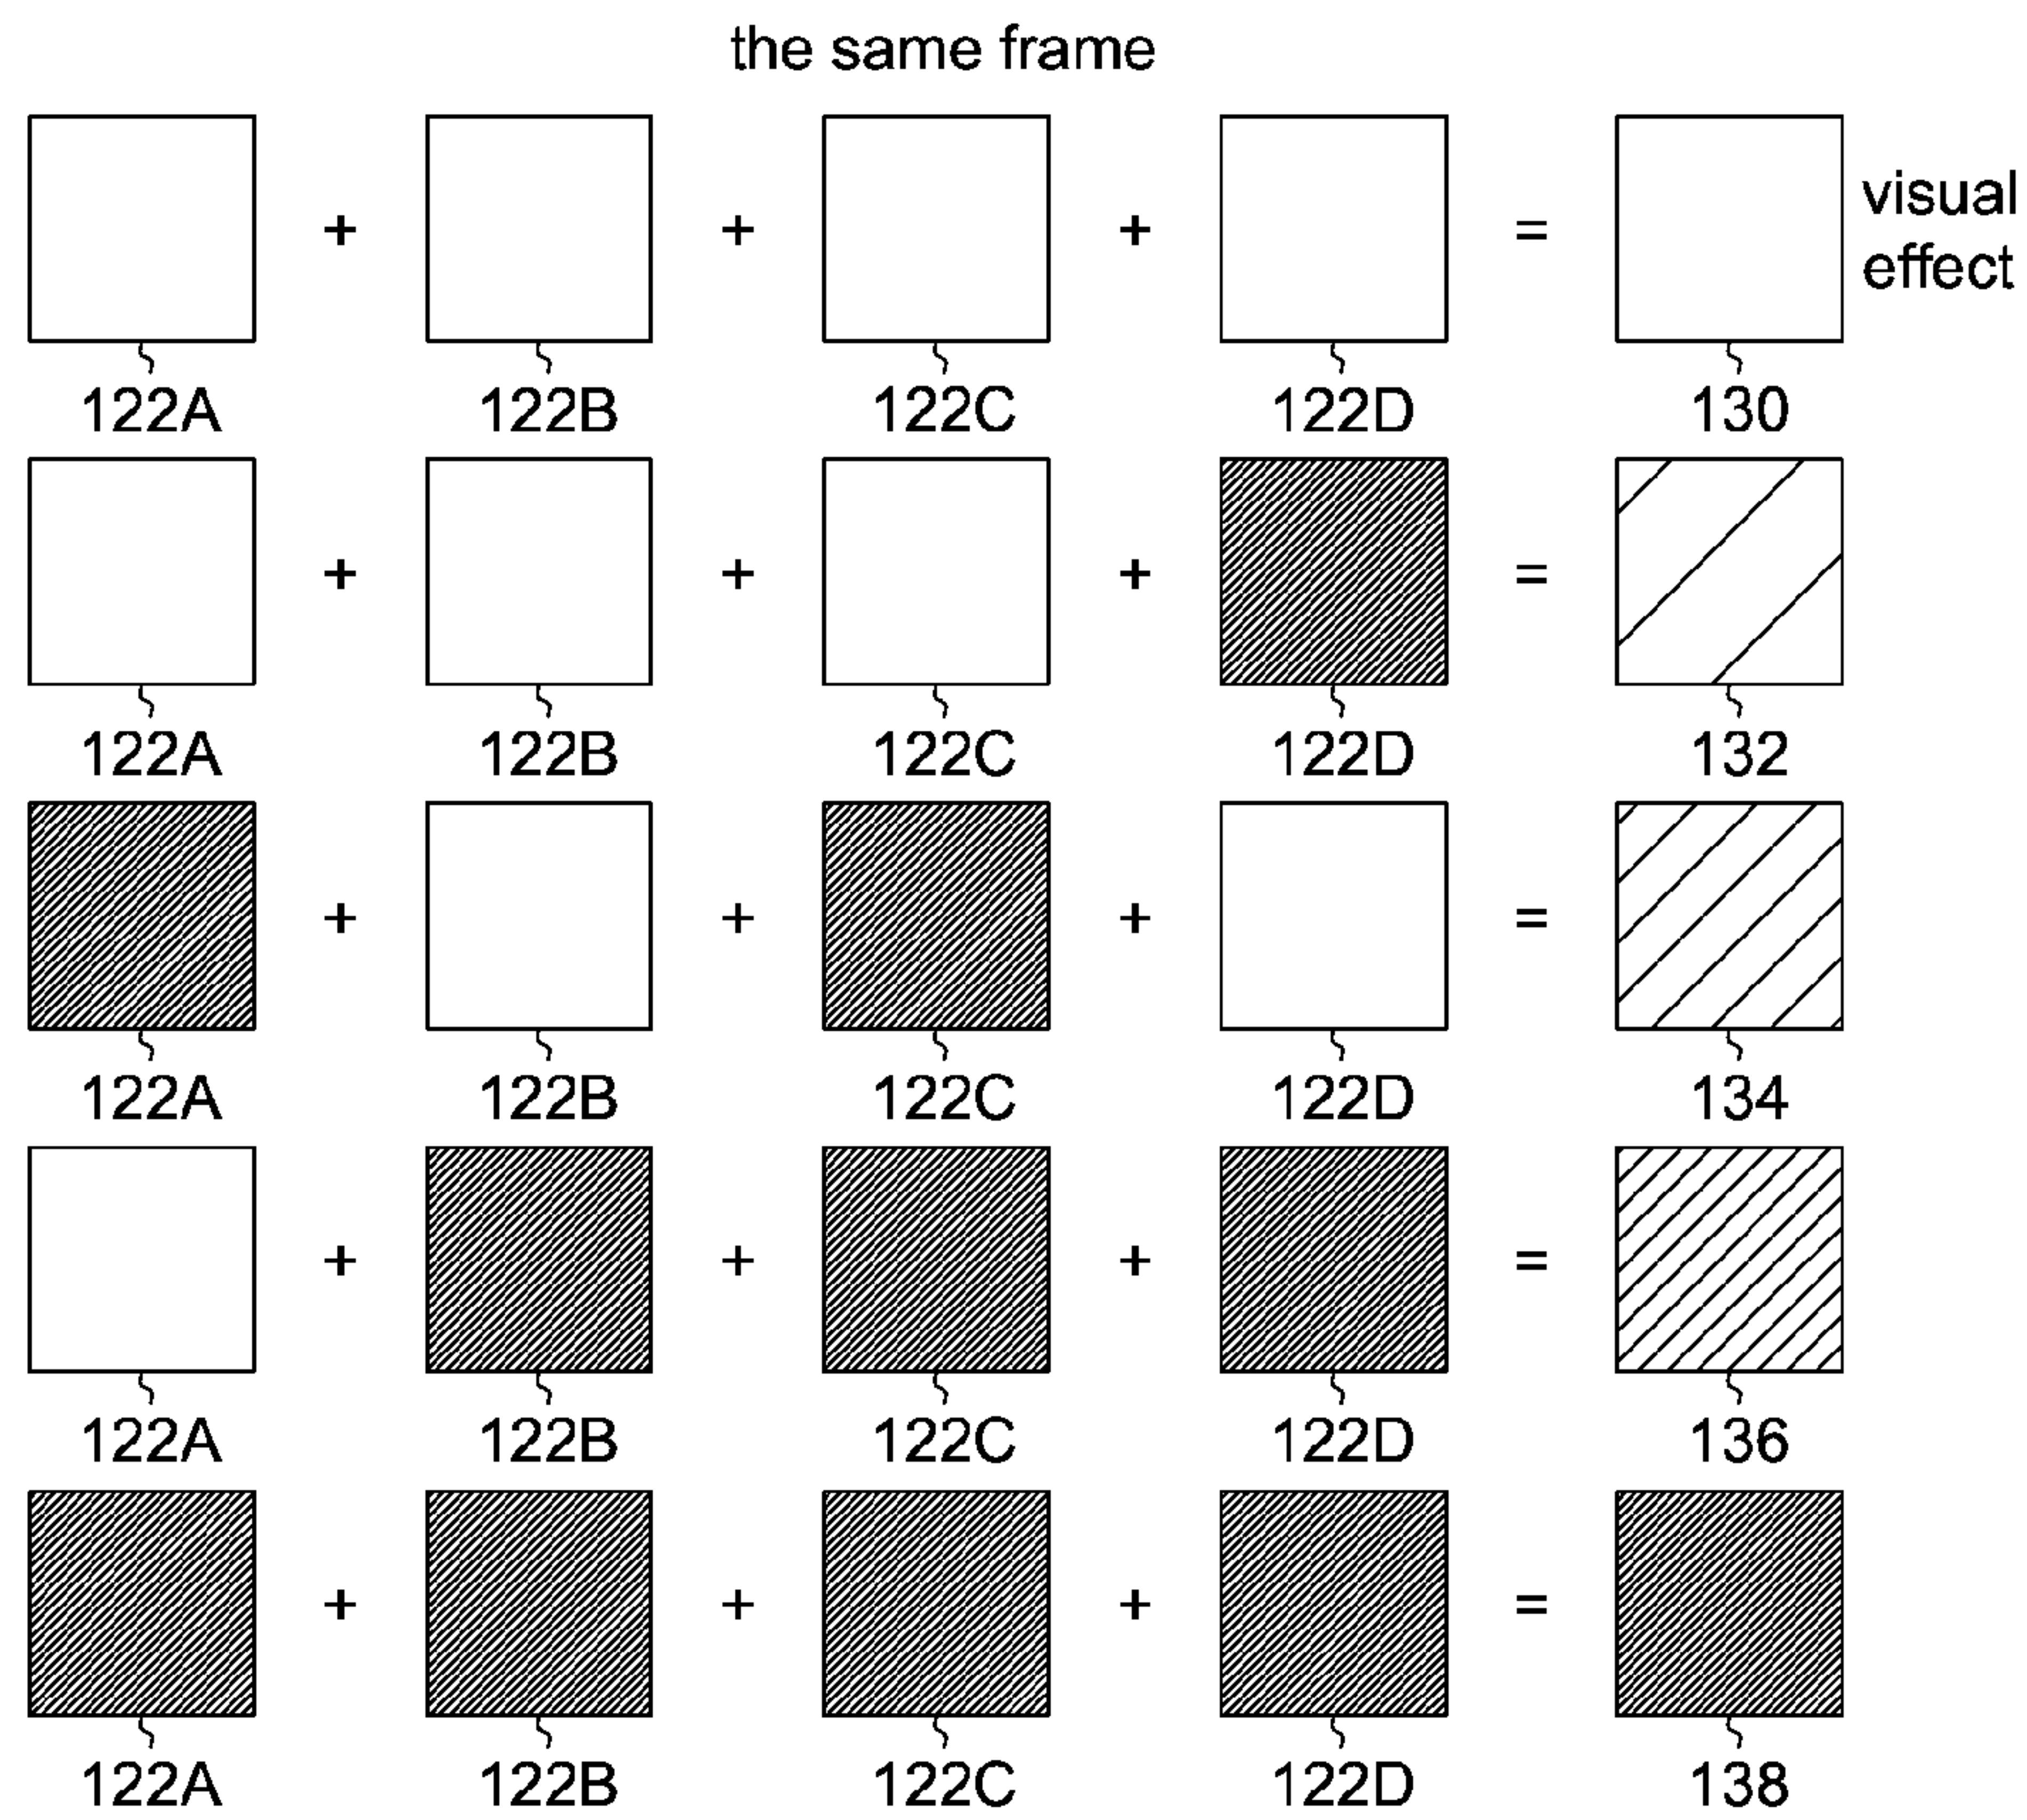 the same frame
+ + + = visual
effect
122A 122B 122C 122D 130
+ + + =
122A 122B 122C 122D 132
+ + + =
122A 122B 122C 122D 134
+ + + =
122A 122B 122C 122D 136
+ + + =
122A 122B 122C 122D 138